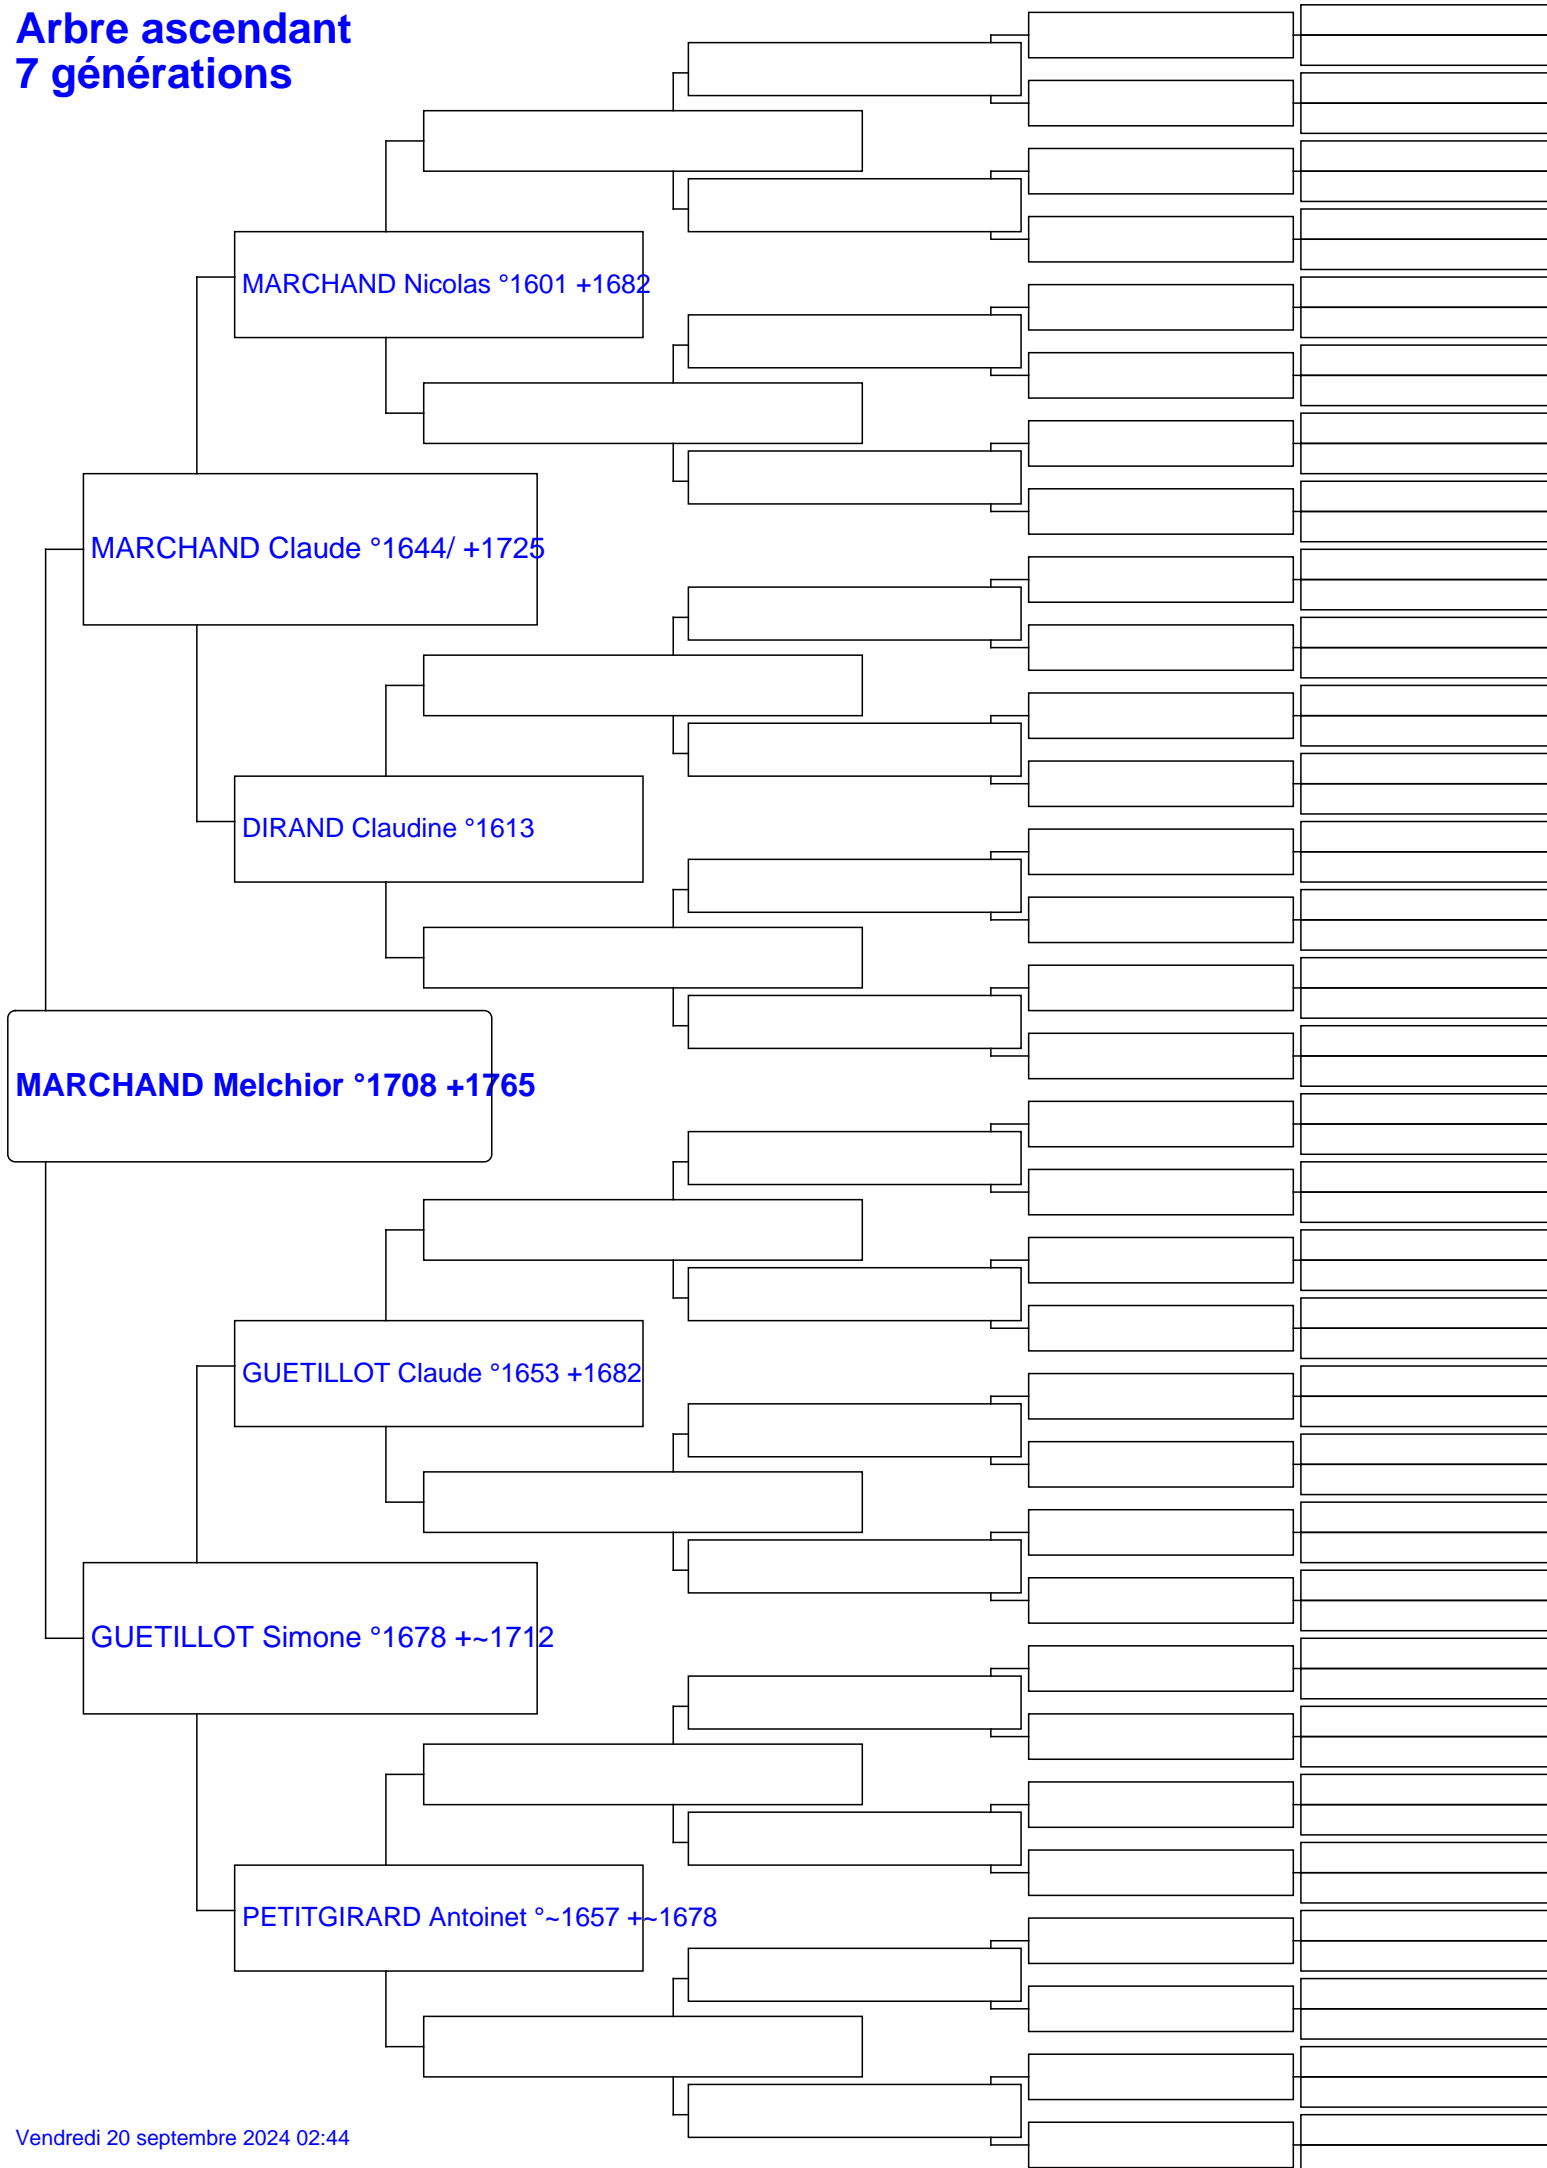 Arbre ascendant
7 générations
MARCHAND Nicolas °1601 +1682
MARCHAND Claude °1644/ +1725
DIRAND Claudine °1613
MARCHAND Melchior °1708 +1765
GUETILLOT Claude °1653 +1682
GUETILLOT Simone °1678 +~1712
PETITGIRARD Antoinet °~1657 +~1678
Vendredi 20 septembre 2024 02:44